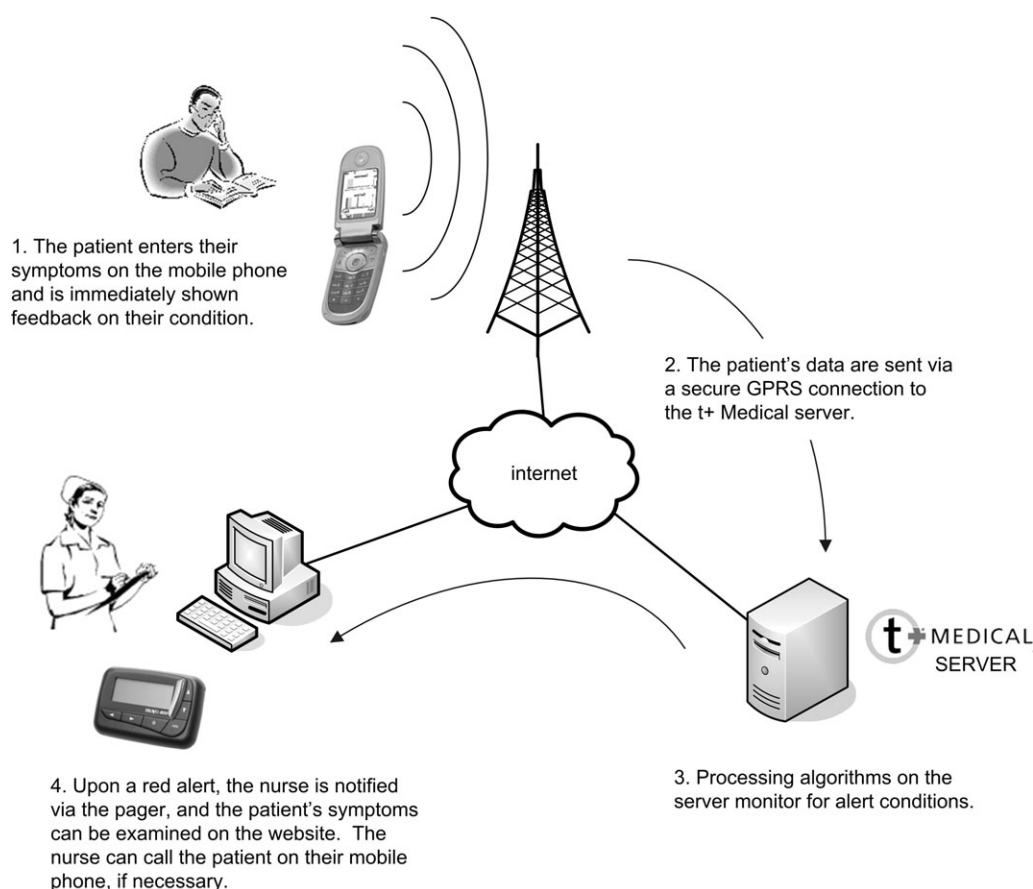 1. The patient enters their
symptoms on the mobile phone
and is immediately shown
feedback on their condition.
2. The patient's data are sent via
a secure GPRS connection to
the t+ Medical server.
internet
t+ MEDICAL
SERVER
3. Processing algorithms on the
server monitor for alert conditions.
4. Upon a red alert, the nurse is notified
via the pager, and the patient's symptoms
can be examined on the website. The
nurse can call the patient on their mobile
phone, if necessary.